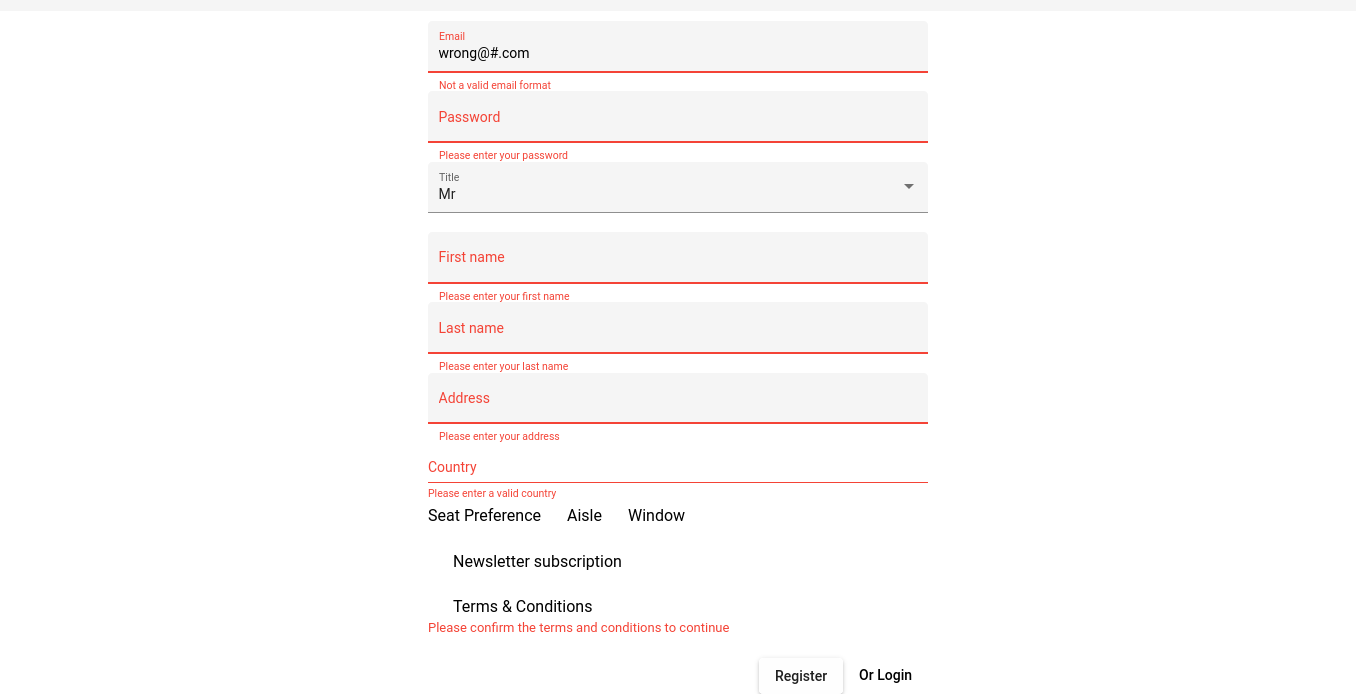 Email
wrong@#.com
Not a valid email format
Password
Please enter your password
Title
Mr
First name
Please enter your first name
Last name
Please enter your last name
Address
Please enter your address
Country
Please enter a valid country
Seat Preference Aisle Window
Newsletter subscription
Terms & Conditions
Please confirm the terms and conditions to continue
Register Or Login